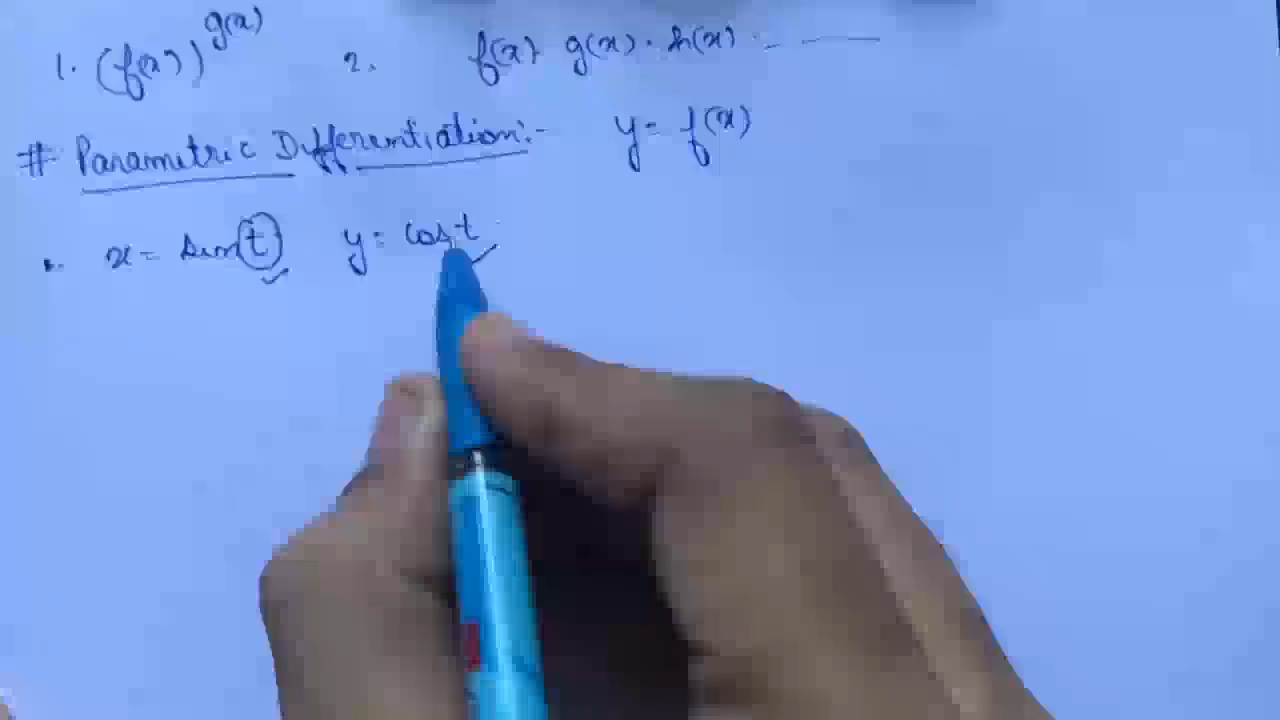 1. (f(x))^g(x) 2. f(x) g(x) · h(x) · - ——
# Parametric Differentiation:- y = f(x)
x = sin t y = cos t